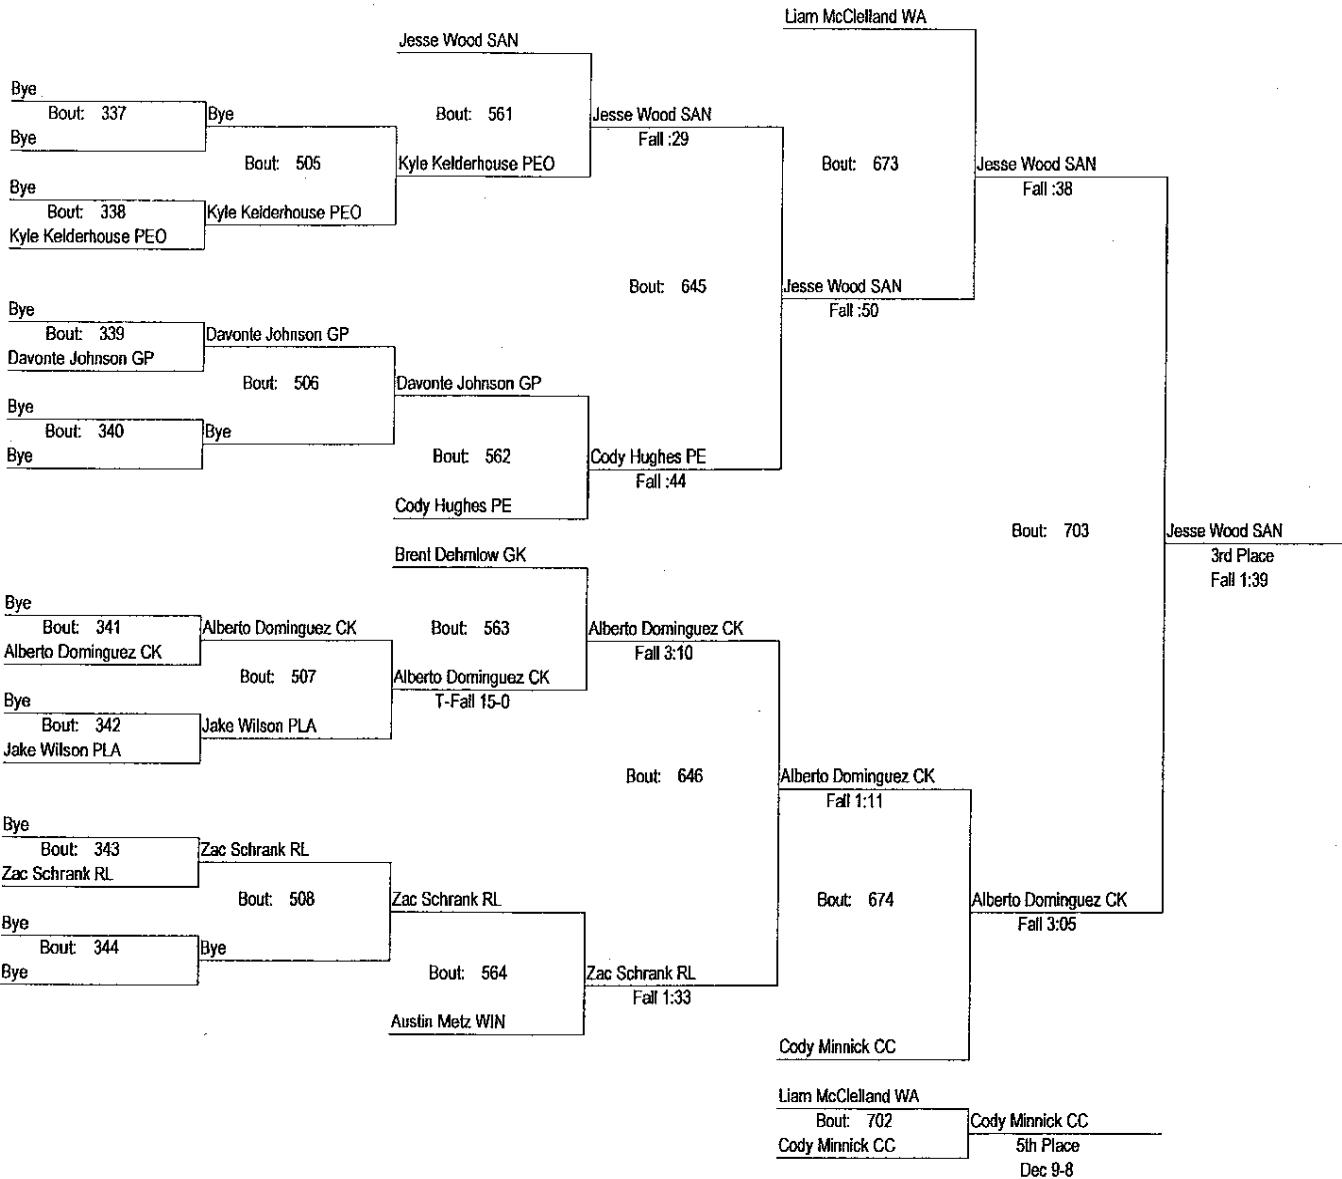 Liam McClelland WA
Jesse Wood SAN
Bye
Bout: 337
Bye
Bye
Bout: 561
Jesse Wood SAN
Fall :29
Bout: 505
Kyle Kelderhouse PEO
Bout: 673
Jesse Wood SAN
Fall :38
Bye
Bout: 338
Kyle Kelderhouse PEO
Kyle Kelderhouse PEO
Bout: 645
Jesse Wood SAN
Fall :50
Bye
Bout: 339
Davonte Johnson GP
Davonte Johnson GP
Bout: 506
Davonte Johnson GP
Bye
Bout: 340
Bye
Bye
Bout: 562
Cody Hughes PE
Fall :44
Cody Hughes PE
Bout: 703
Jesse Wood SAN
3rd Place
Fall 1:39
Brent Dehmlow GK
Bye
Bout: 341
Alberto Dominguez CK
Alberto Dominguez CK
Bout: 563
Alberto Dominguez CK
Fall 3:10
Bout: 507
Alberto Dominguez CK
T-Fall 15-0
Bye
Bout: 342
Jake Wilson PLA
Jake Wilson PLA
Bout: 646
Alberto Dominguez CK
Fall 1:11
Bye
Bout: 343
Zac Schrank RL
Zac Schrank RL
Bout: 508
Zac Schrank RL
Bout: 674
Alberto Dominguez CK
Fall 3:05
Bye
Bout: 344
Bye
Bye
Bout: 564
Zac Schrank RL
Fall 1:33
Austin Metz WIN
Cody Minnick CC
Liam McClelland WA
Bout: 702
Cody Minnick CC
Cody Minnick CC
5th Place
Dec 9-8